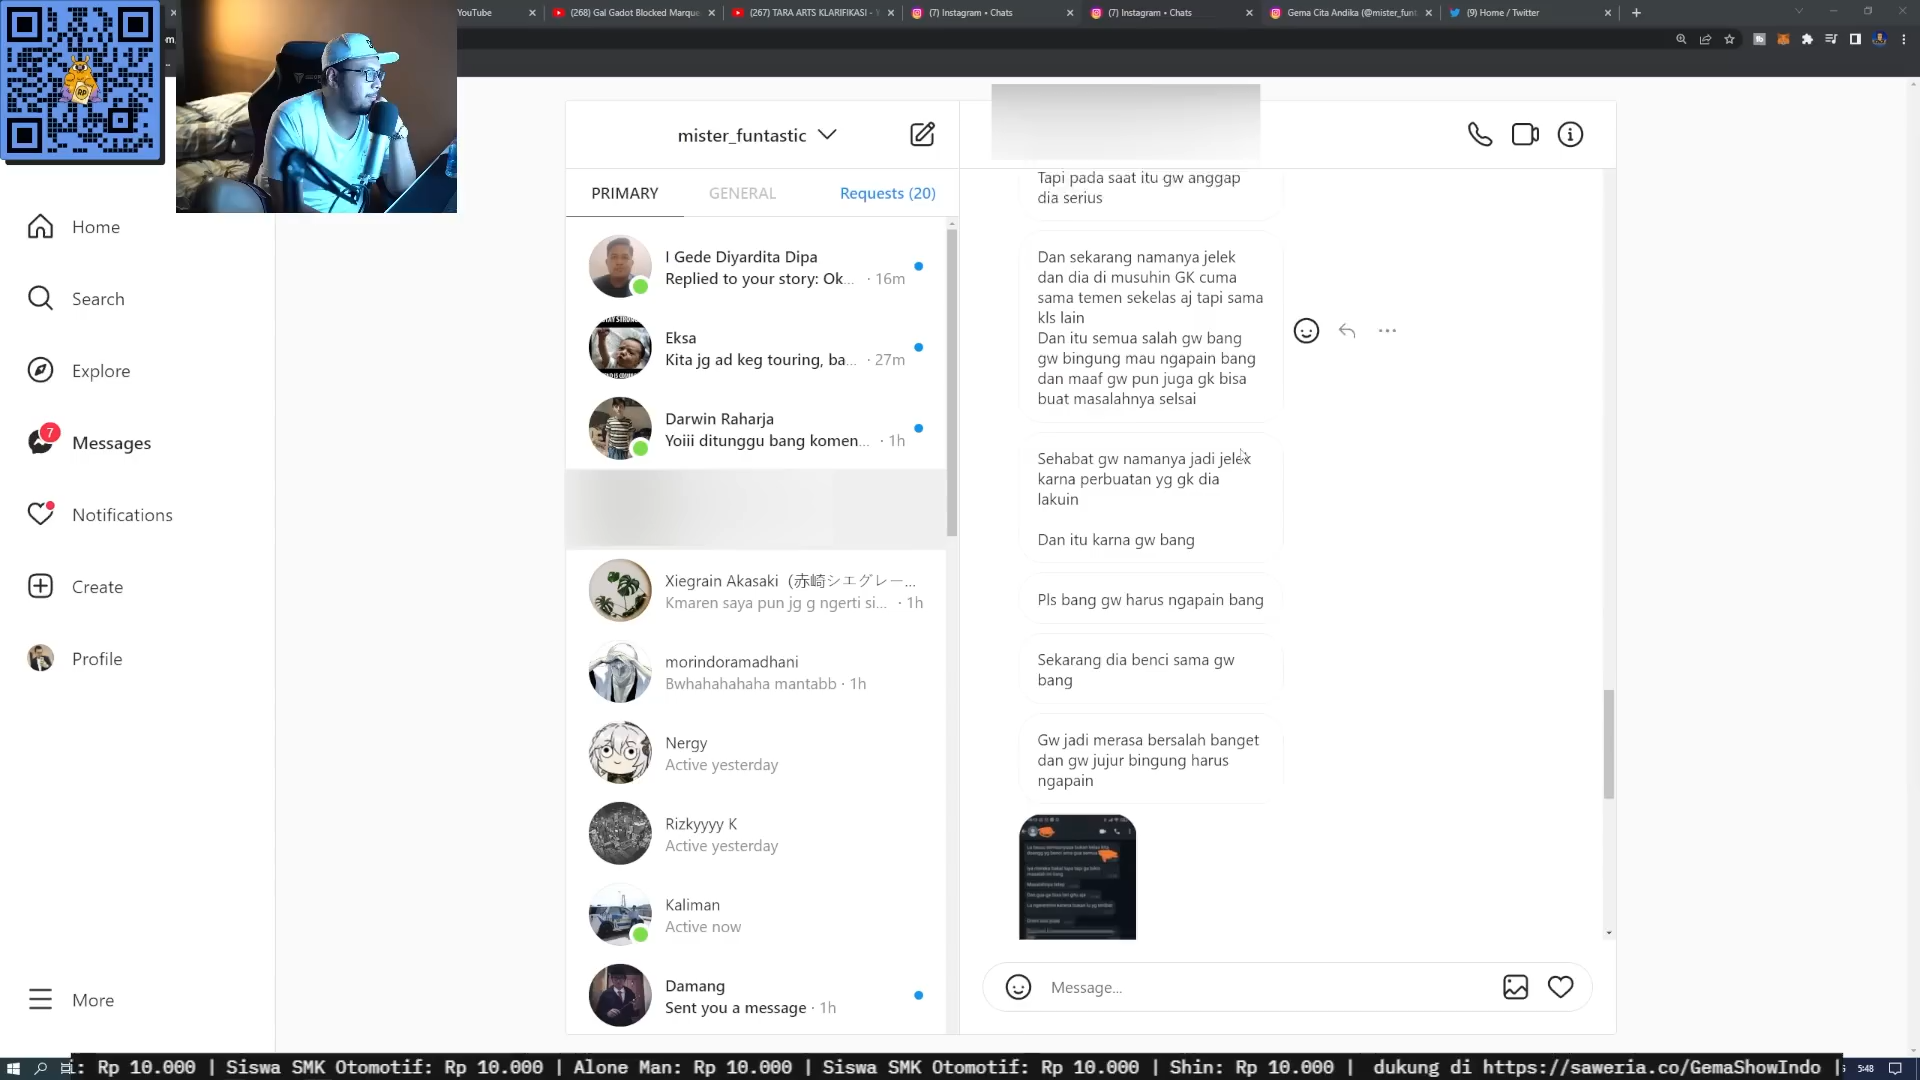 YouTube
(268) Gal Gadot Blocked Marque
(267) TARA ARTS KLARIFIKASI -
(7) Instagram • Chats
(7) Instagram • Chats
Gema Cita Andika (@mister_fun
(9) Home / Twitter
RP
Home
Search
Explore
7
Messages
Notifications
Create
Profile
More
mister_funtastic
PRIMARY
GENERAL
Requests (20)
I Gede Diyardita Dipa
Replied to your story: Ok... · 16m
Eksa
Kita jg ad keg touring, ba... · 27m
Darwin Raharja
Yoiii ditunggu bang komen... · 1h
Xiegrain Akasaki（赤崎シエグレー...
Kmaren saya pun jg g ngerti si... · 1h
morindoramadhani
Bwhahahahaha mantabb · 1h
Nergy
Active yesterday
Rizkyyyy K
Active yesterday
Kaliman
Active now
Damang
Sent you a message · 1h
Tapi pada saat itu gw anggap
dia serius
Dan sekarang namanya jelek
dan dia di musuhin GK cuma
sama temen sekelas aj tapi sama
kls lain
Dan itu semua salah gw bang
gw bingung mau ngapain bang
dan maaf gw pun juga gk bisa
buat masalahnya selsai
Sehabat gw namanya jadi jelek
karna perbuatan yg gk dia
lakuin
Dan itu karna gw bang
Pls bang gw harus ngapain bang
Sekarang dia benci sama gw
bang
Gw jadi merasa bersalah banget
dan gw jujur bingung harus
ngapain
Message...
: Rp 10.000 | Siswa SMK Otomotif: Rp 10.000 | Alone Man: Rp 10.000 | Siswa SMK Otomotif: Rp 10.000 | Shin: Rp 10.000 | dukung di https://saweria.co/GemaShowIndo |
5:48